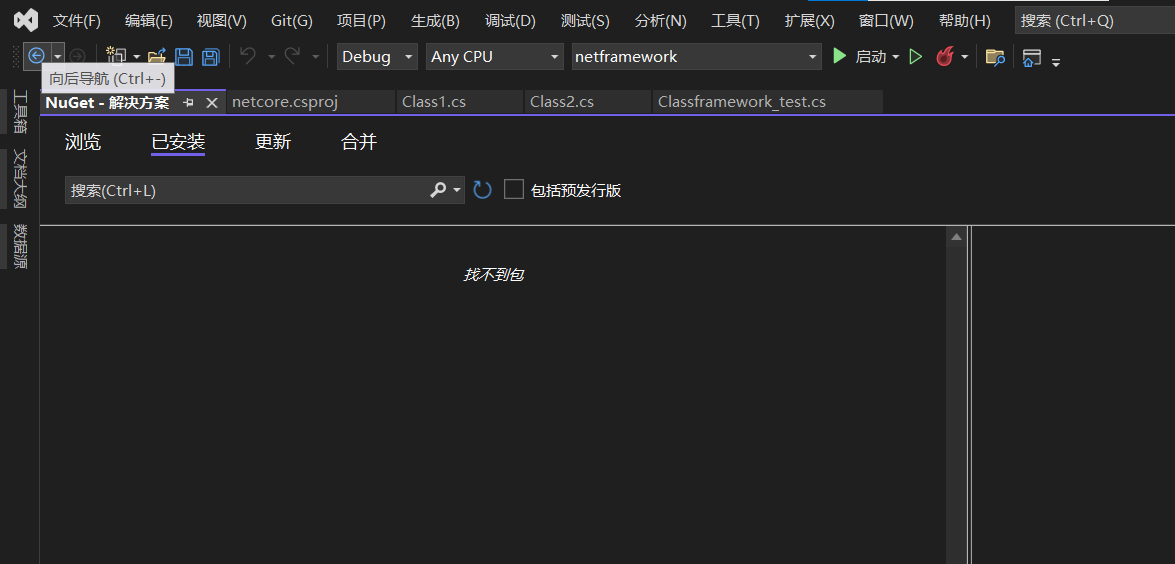 文件(F) 编辑(E) 视图(V) Git(G) 项目(P) 生成(B) 调试(D) 测试(S) 分析(N) 工具(T) 扩展(X) 窗口(W) 帮助(H) 搜索 (Ctrl+Q)
Debug Any CPU netframework 启动
向后导航 (Ctrl+-)
NuGet - 解决方案 netcore.csproj Class1.cs Class2.cs Classframework_test.cs
工具箱
文档大纲
数据源
浏览 已安装 更新 合并
搜索(Ctrl+L) 包括预发行版
找不到包